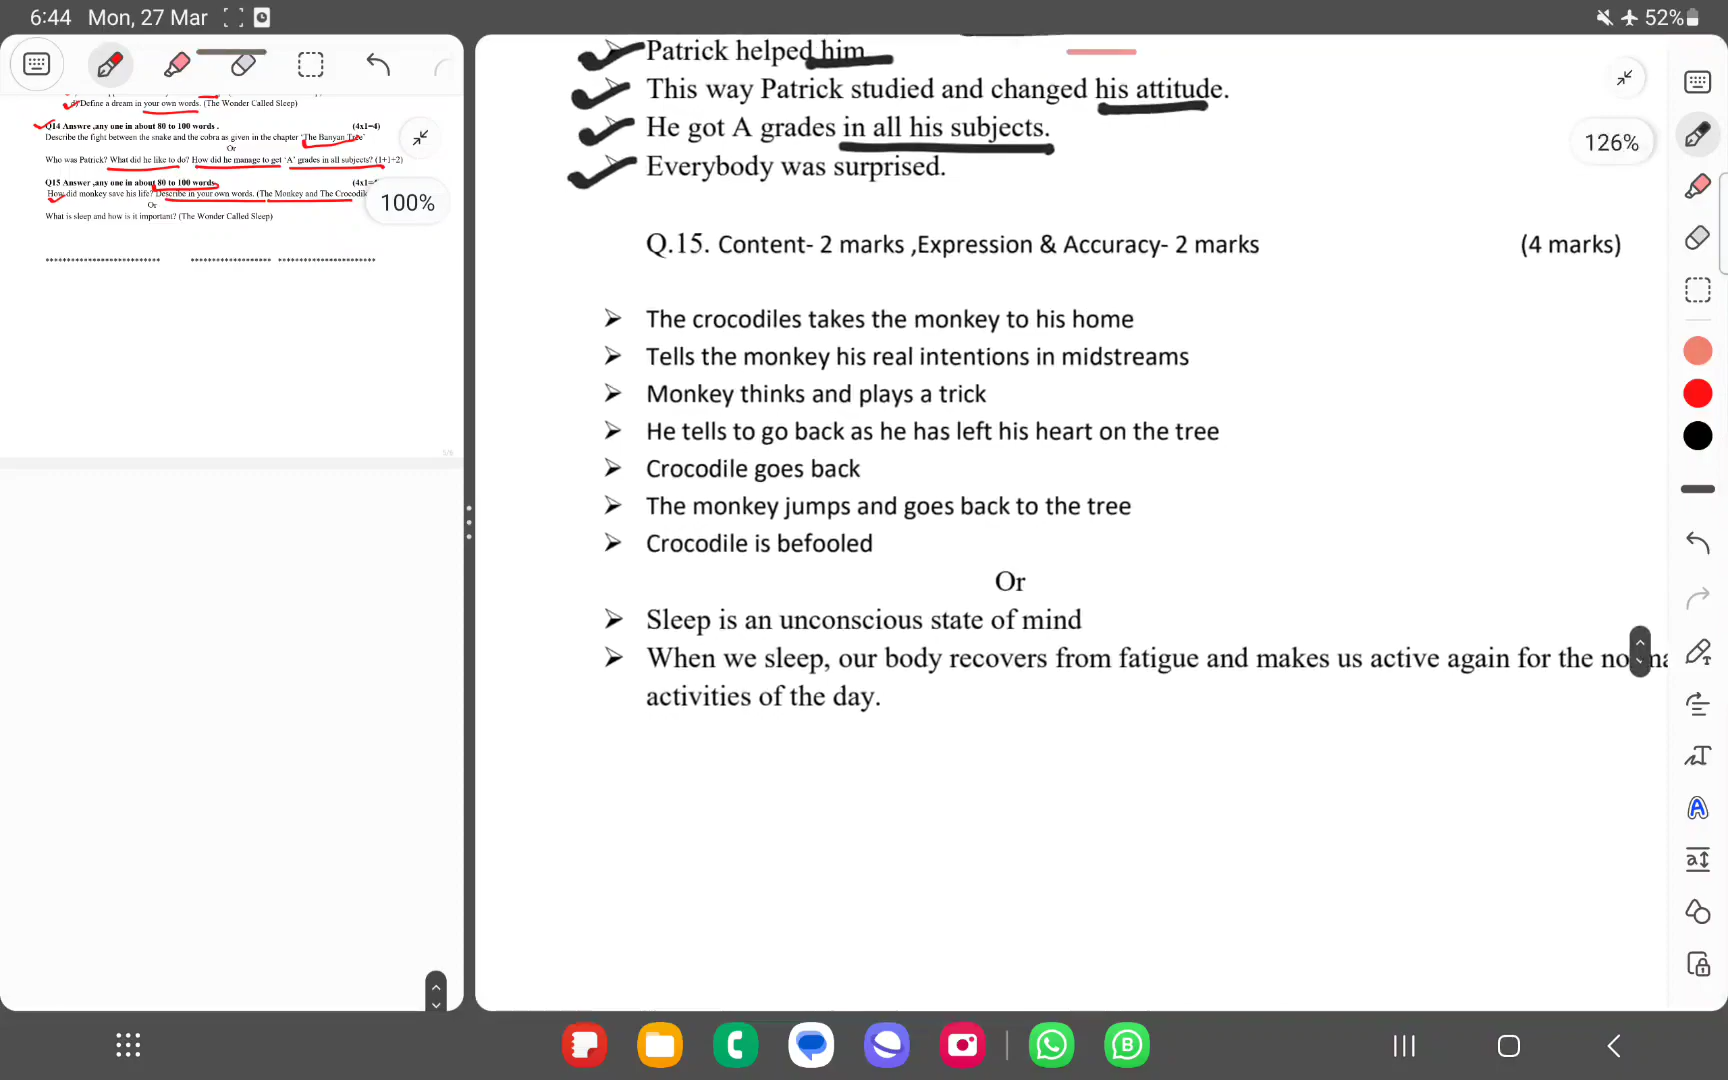 6:44 Mon, 27 Mar
52%
Define a dream in your own words. (The Wonder Called Sleep)
Q14 Answre ,any one in about 80 to 100 words . (4x1=4)
Describe the fight between the snake and the cobra as given in the chapter 'The Banyan Tree'
Or
Who was Patrick? What did he like to do? How did he manage to get 'A' grades in all subjects? (1+1+2)
Q15 Answer ,any one in about 80 to 100 words (4x1=
How did monkey save his life? Describe in your own words. (The Monkey and The Crocodil
Or
What is sleep and how is it important? (The Wonder Called Sleep)
100%
Patrick helped him
This way Patrick studied and changed his attitude.
He got A grades in all his subjects.
Everybody was surprised.
126%
Q.15. Content- 2 marks ,Expression & Accuracy- 2 marks (4 marks)
➢ The crocodiles takes the monkey to his home
➢ Tells the monkey his real intentions in midstreams
➢ Monkey thinks and plays a trick
➢ He tells to go back as he has left his heart on the tree
➢ Crocodile goes back
➢ The monkey jumps and goes back to the tree
➢ Crocodile is befooled
Or
➢ Sleep is an unconscious state of mind
➢ When we sleep, our body recovers from fatigue and makes us active again for the
activities of the day.